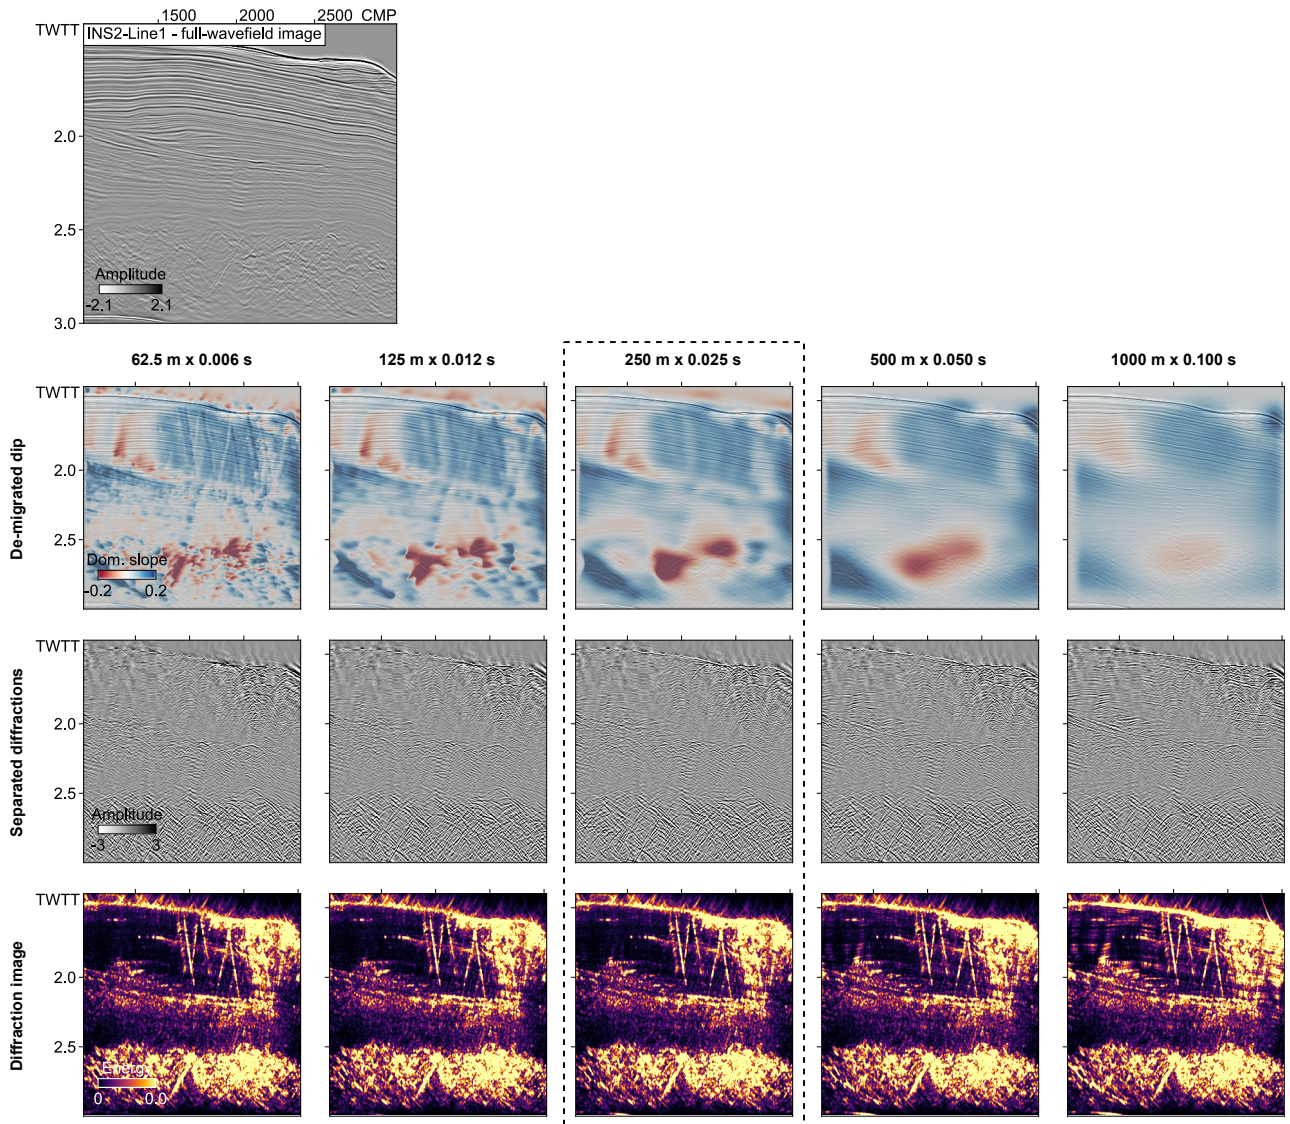 1500 2000 2500 CMP
TWTT
INS2-Line1 - full-wavefield image
2.0
2.5
Amplitude
-2.1 2.1
3.0
62.5 m x 0.006 s
125 m x 0.012 s
250 m x 0.025 s
500 m x 0.050 s
1000 m x 0.100 s
De-migrated dip
TWTT
2.0
2.5
Dom. slope
-0.2 0.2
Separated diffractions
TWTT
2.0
2.5
Amplitude
-3 3
Diffraction image
TWTT
2.0
2.5
Energy
0 0.0